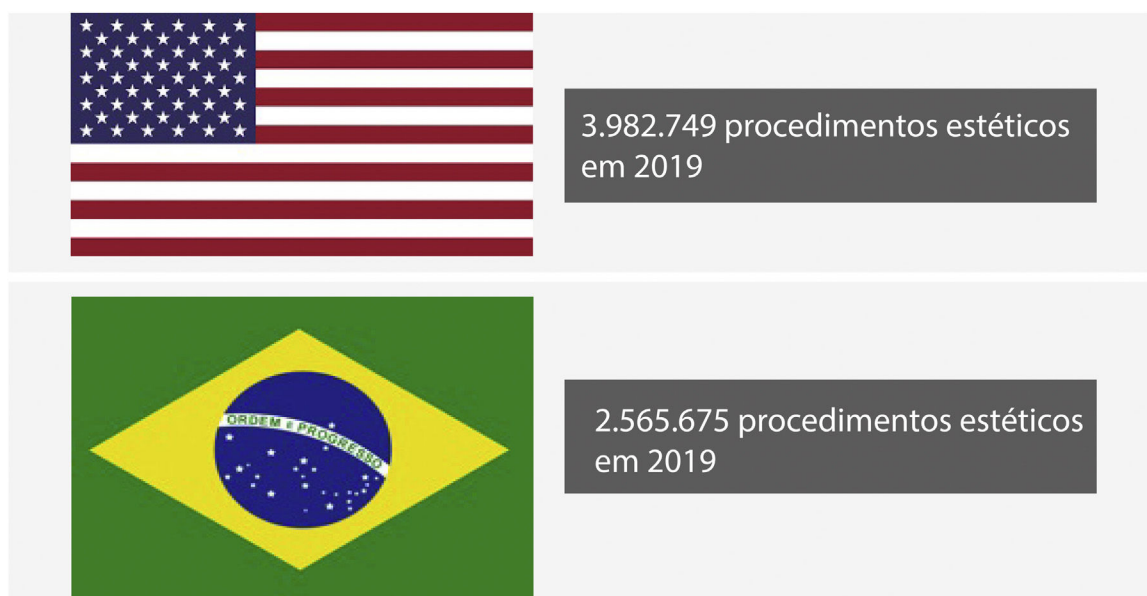 3.982.749 procedimentos estéticos
em 2019
ORDEM E PROGRESSO
2.565.675 procedimentos estéticos
em 2019